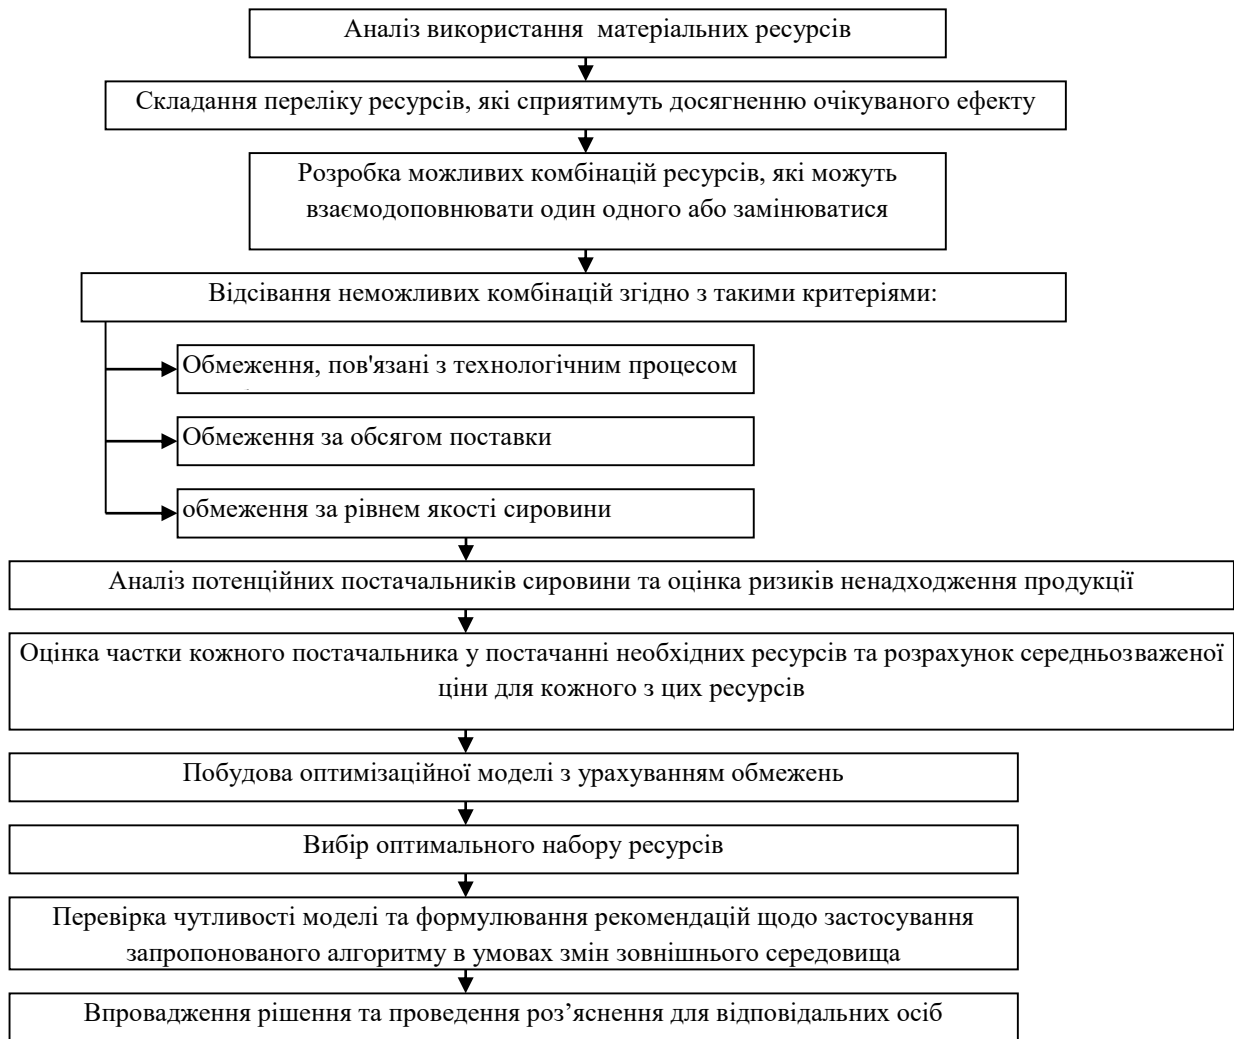 Аналіз використання  матеріальних ресурсів
Складання переліку ресурсів, які сприятимуть досягненню очікуваного ефекту
Розробка можливих комбінацій ресурсів, які можуть
взаємодоповнювати один одного або замінюватися
Відсівання неможливих комбінацій згідно з такими критеріями:
Обмеження, пов'язані з технологічним процесом
Обмеження за обсягом поставки
обмеження за рівнем якості сировини
Аналіз потенційних постачальників сировини та оцінка ризиків ненадходження продукції
Оцінка частки кожного постачальника у постачанні необхідних ресурсів та розрахунок середньозваженої
ціни для кожного з цих ресурсів
Побудова оптимізаційної моделі з урахуванням обмежень
Вибір оптимального набору ресурсів
Перевірка чутливості моделі та формулювання рекомендацій щодо застосування
запропонованого алгоритму в умовах змін зовнішнього середовища
Впровадження рішення та проведення роз’яснення для відповідальних осіб